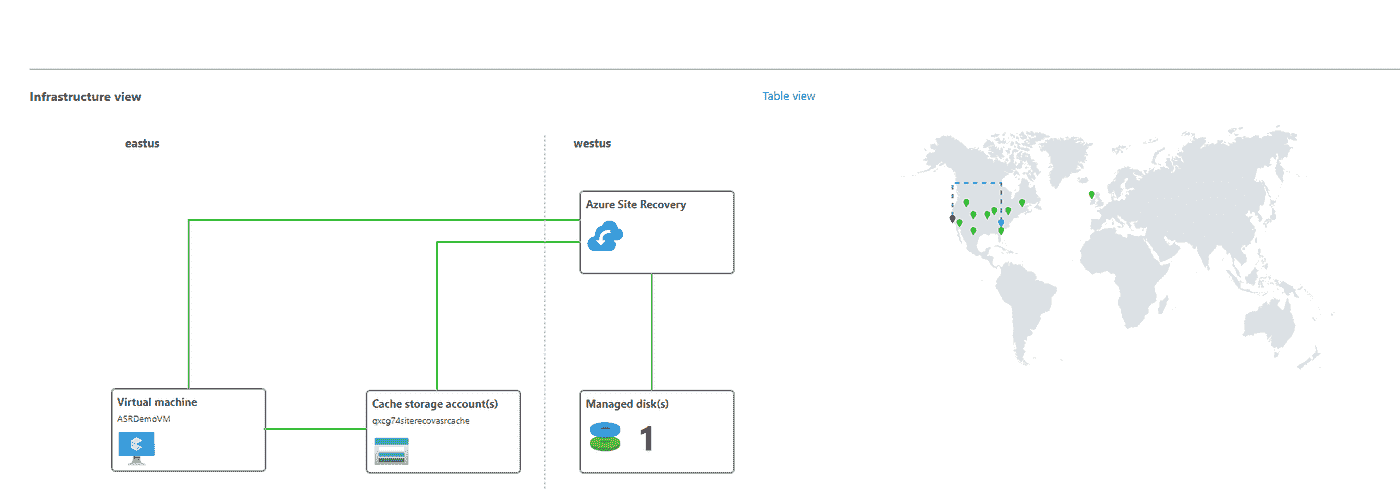 Infrastructure view
Table view
eastus
westus
Azure Site Recovery
Virtual machine
ASRDemoVM
Cache storage account(s)
qxcg74siterecovasrcache
Managed disk(s)
1